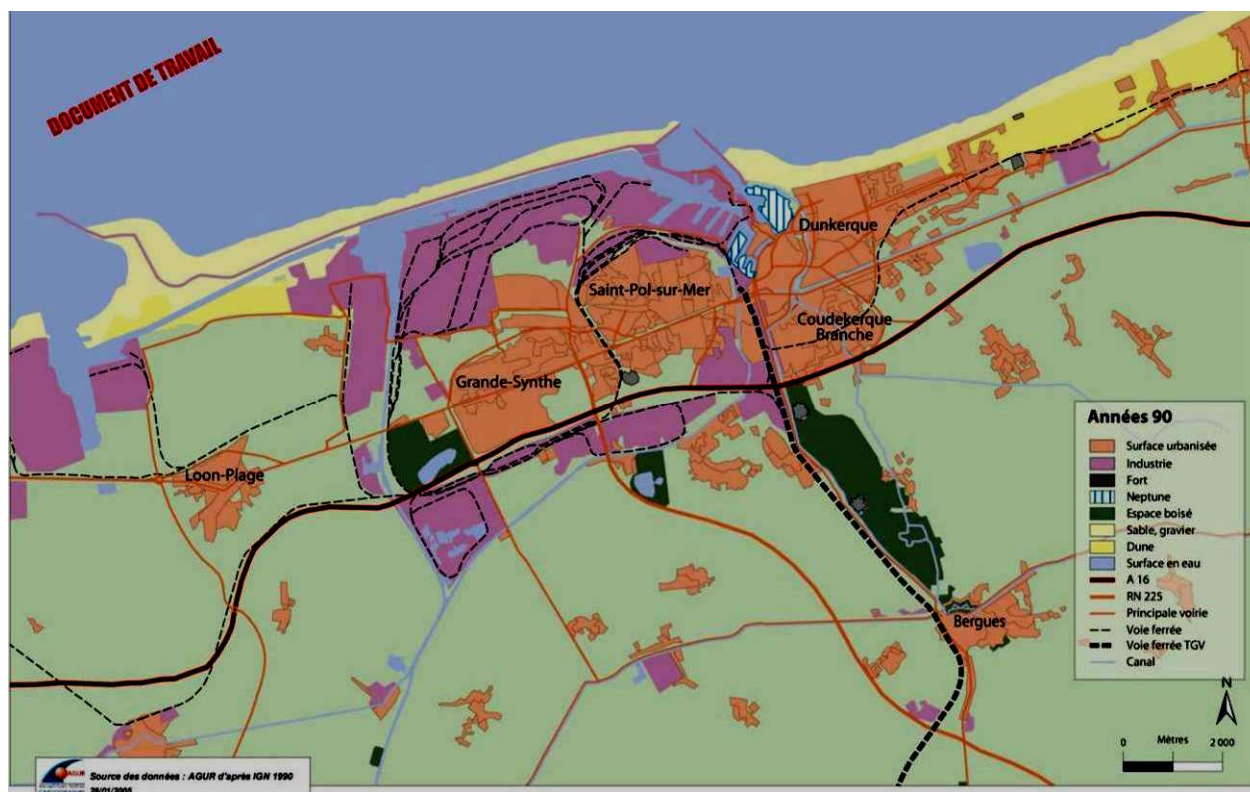 DOCUMENT DE TRAVAIL
Dunkerque
Saint-Pol-sur-Mer
Coudekerque
Branche
Grande-Synthe
Loon-Plage
Bergues
Années 90
Surface urbanisée
Industrie
Fort
Neptune
Espace boisé
Sable, gravier
Dune
Surface en eau
A 16
RN 225
Principale voirie
Voie ferrée
Voie ferrée TGV
Canal
N
0 Mètres 2 000
AGUR
Source des données : AGUR d'après IGN 1990